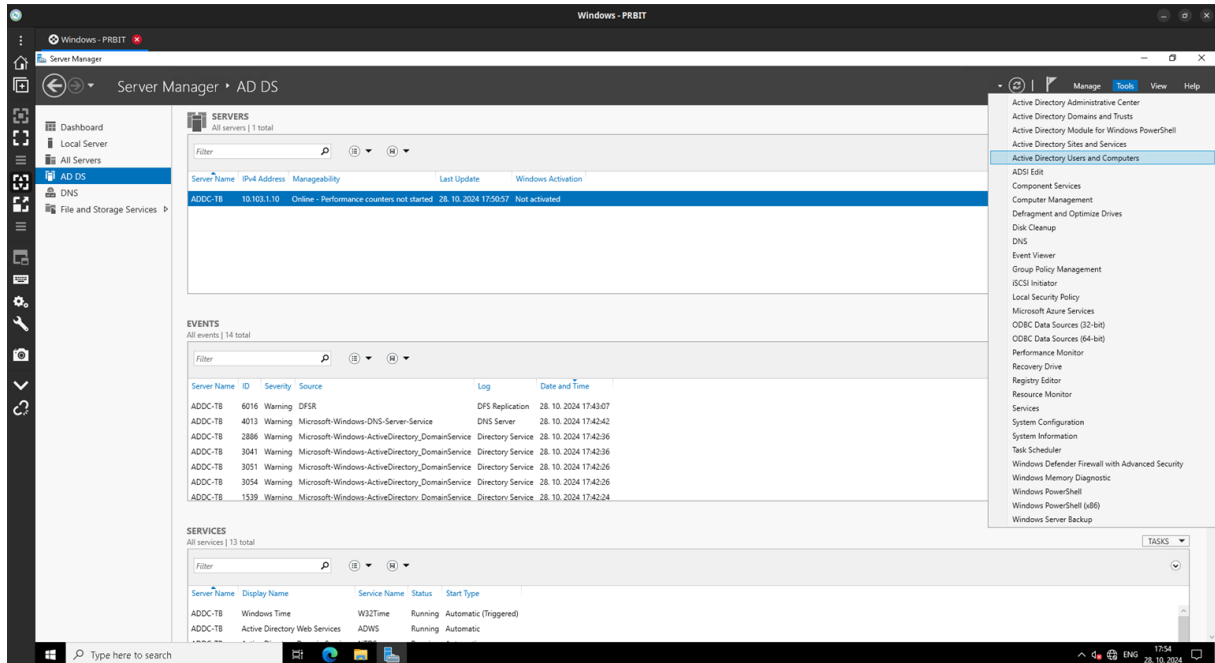 Windows - PRBIT
Windows - PRBIT
Server Manager
Server Manager ‣ AD DS
Manage Tools View Help
Dashboard
Local Server
All Servers
AD DS
DNS
File and Storage Services
SERVERS
All servers | 1 total
Filter
Server Name IPv4 Address Manageability Last Update Windows Activation
ADDC-TB 10.103.1.10 Online - Performance counters not started 28. 10. 2024 17:50:57 Not activated
EVENTS
All events | 14 total
Filter
Server Name ID Severity Source Log Date and Time
ADDC-TB 6016 Warning DFSR DFS Replication 28. 10. 2024 17:43:07
ADDC-TB 4013 Warning Microsoft-Windows-DNS-Server-Service DNS Server 28. 10. 2024 17:42:42
ADDC-TB 2886 Warning Microsoft-Windows-ActiveDirectory_DomainService Directory Service 28. 10. 2024 17:42:36
ADDC-TB 3041 Warning Microsoft-Windows-ActiveDirectory_DomainService Directory Service 28. 10. 2024 17:42:36
ADDC-TB 3051 Warning Microsoft-Windows-ActiveDirectory_DomainService Directory Service 28. 10. 2024 17:42:26
ADDC-TB 3054 Warning Microsoft-Windows-ActiveDirectory_DomainService Directory Service 28. 10. 2024 17:42:26
ADDC-TB 1539 Warning Microsoft-Windows-ActiveDirectory_DomainService Directory Service 28. 10. 2024 17:42:24
SERVICES
All services | 13 total
TASKS
Filter
Server Name Display Name Service Name Status Start Type
ADDC-TB Windows Time W32Time Running Automatic (Triggered)
ADDC-TB Active Directory Web Services ADWS Running Automatic
Active Directory Administrative Center
Active Directory Domains and Trusts
Active Directory Module for Windows PowerShell
Active Directory Sites and Services
Active Directory Users and Computers
ADSI Edit
Component Services
Computer Management
Defragment and Optimize Drives
Disk Cleanup
DNS
Event Viewer
Group Policy Management
iSCSI Initiator
Local Security Policy
Microsoft Azure Services
ODBC Data Sources (32-bit)
ODBC Data Sources (64-bit)
Performance Monitor
Recovery Drive
Registry Editor
Resource Monitor
Services
System Configuration
System Information
Task Scheduler
Windows Defender Firewall with Advanced Security
Windows Memory Diagnostic
Windows PowerShell
Windows PowerShell (x86)
Windows Server Backup
Type here to search
ENG
17:54
28. 10. 2024